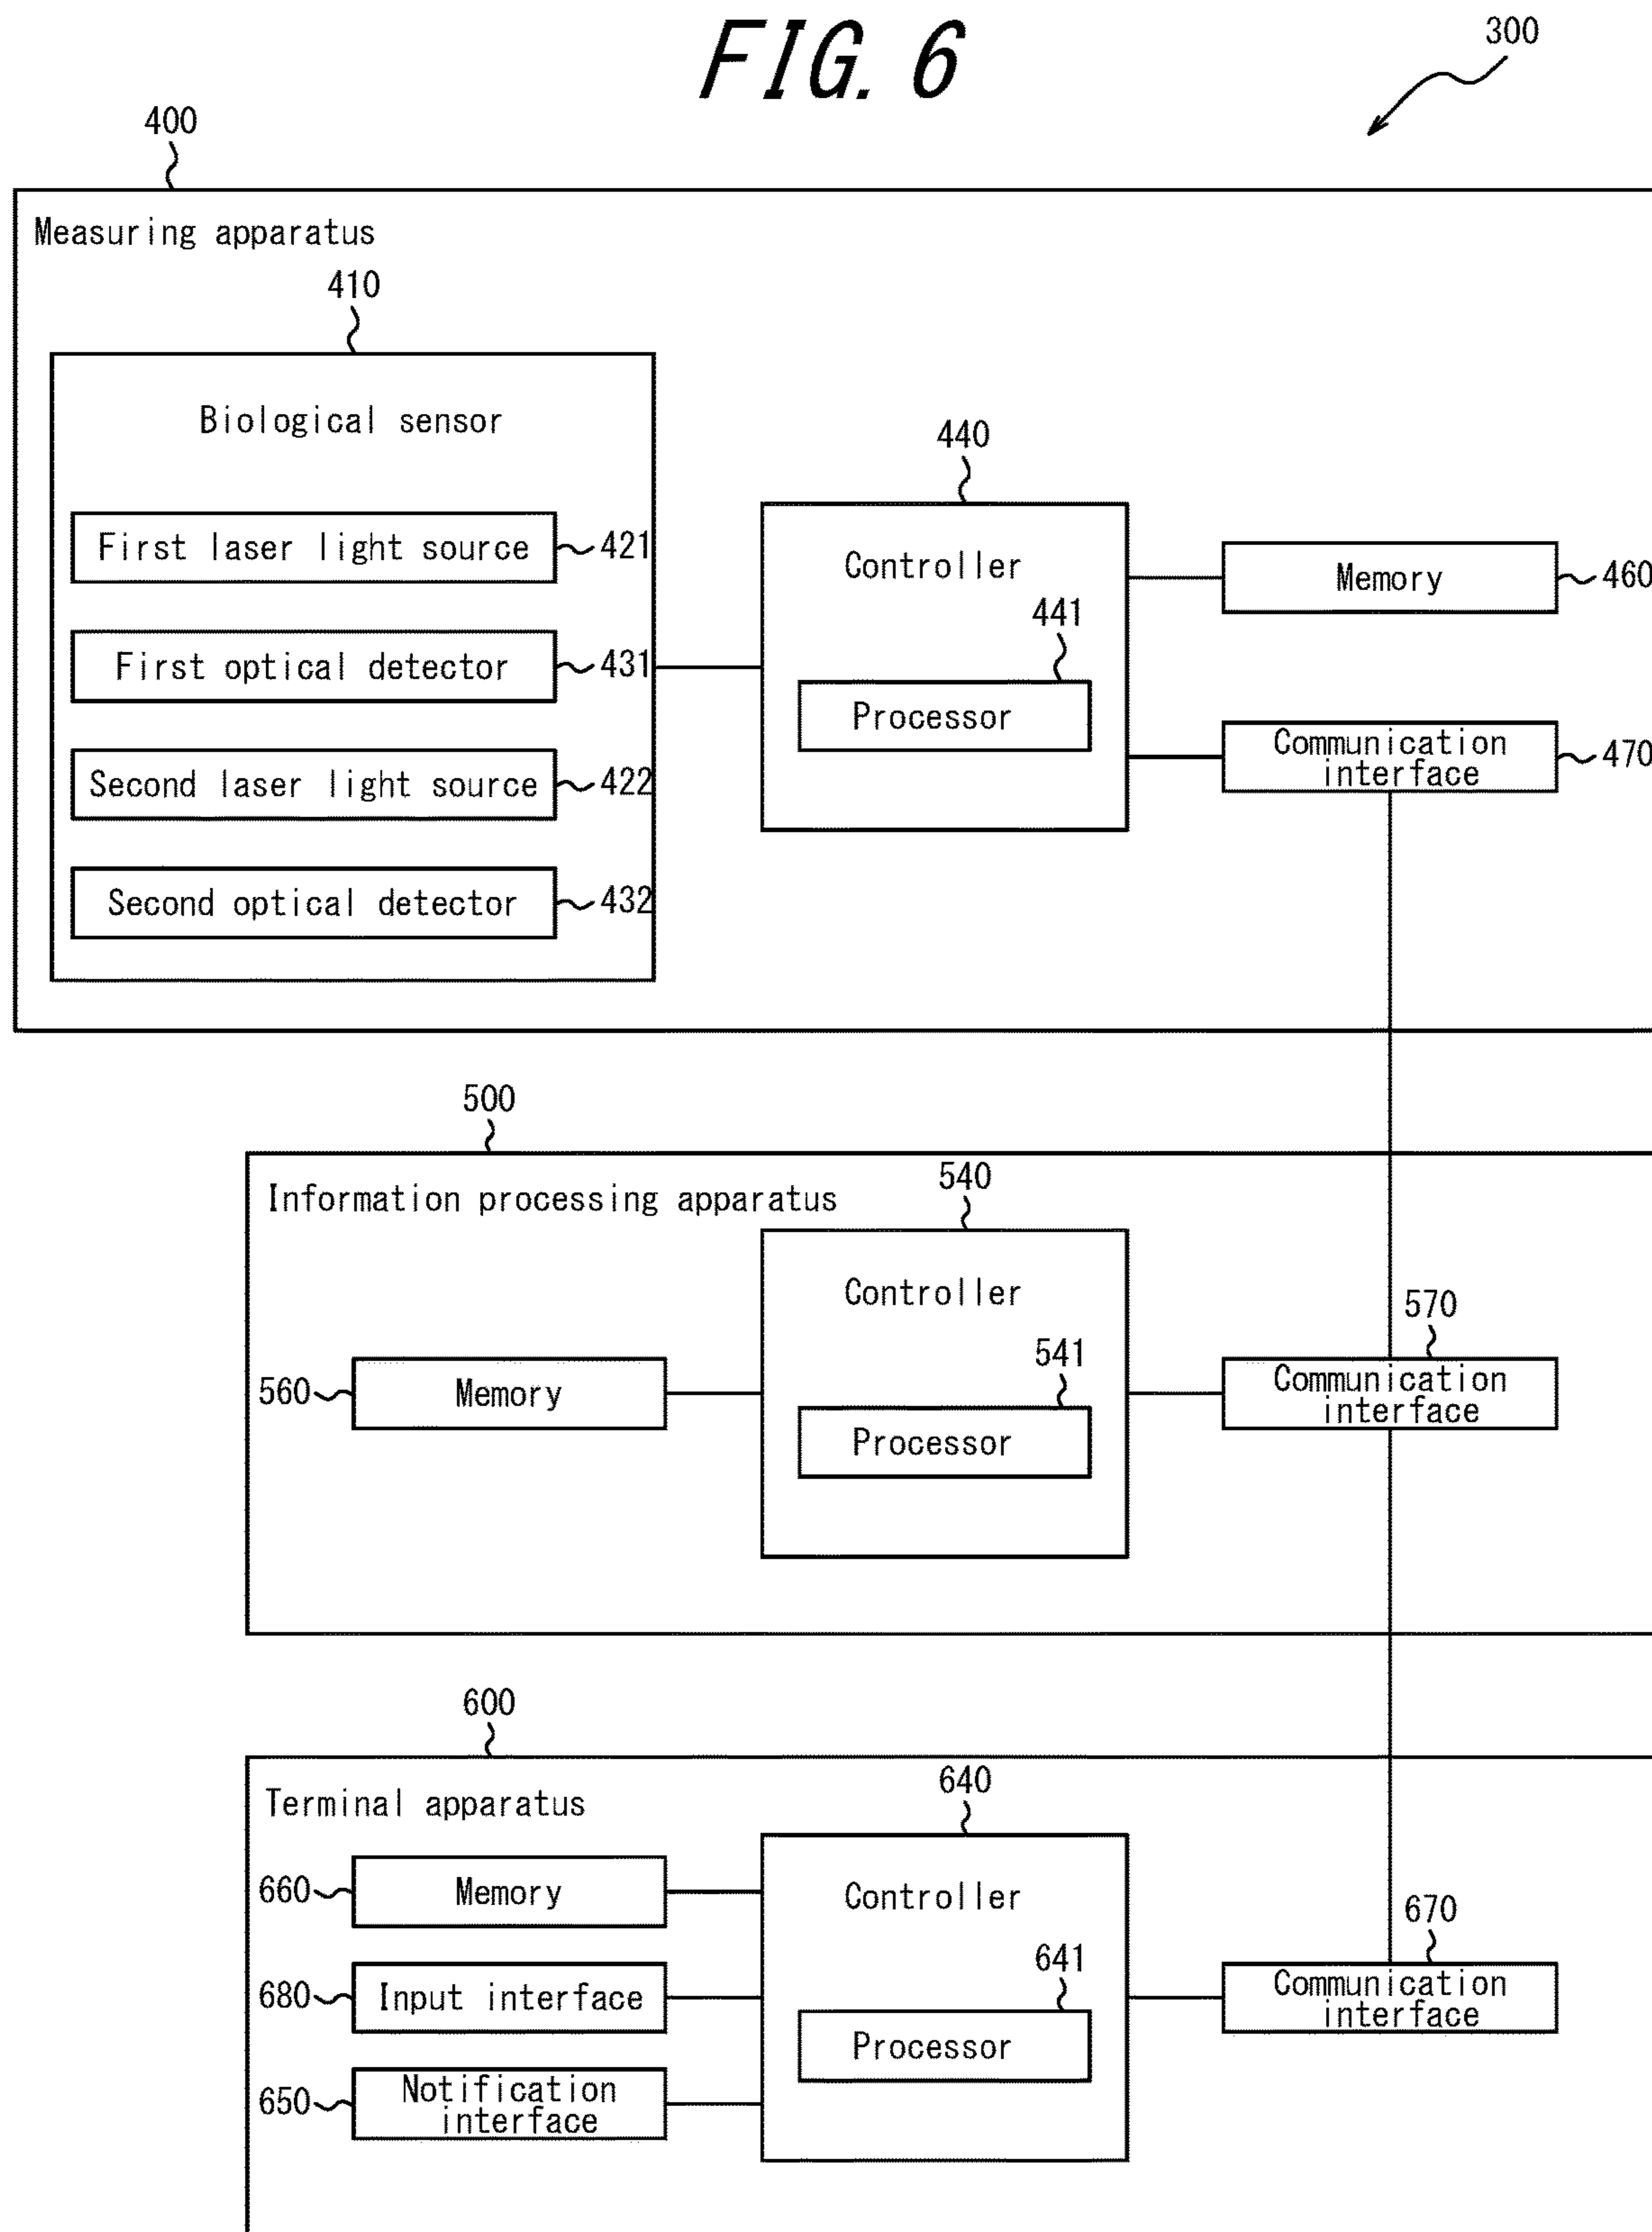 FIG. 6
300
400
Measuring apparatus
410
Biological sensor
First laser light source
421
First optical detector
431
Second laser light source
422
Second optical detector
432
440
Controller
441
Processor
Memory
460
Communication
interface
470
500
Information processing apparatus
540
Controller
541
Processor
560
Memory
570
Communication
interface
600
Terminal apparatus
640
Controller
641
Processor
660
Memory
680
Input interface
650
Notification
interface
670
Communication
interface